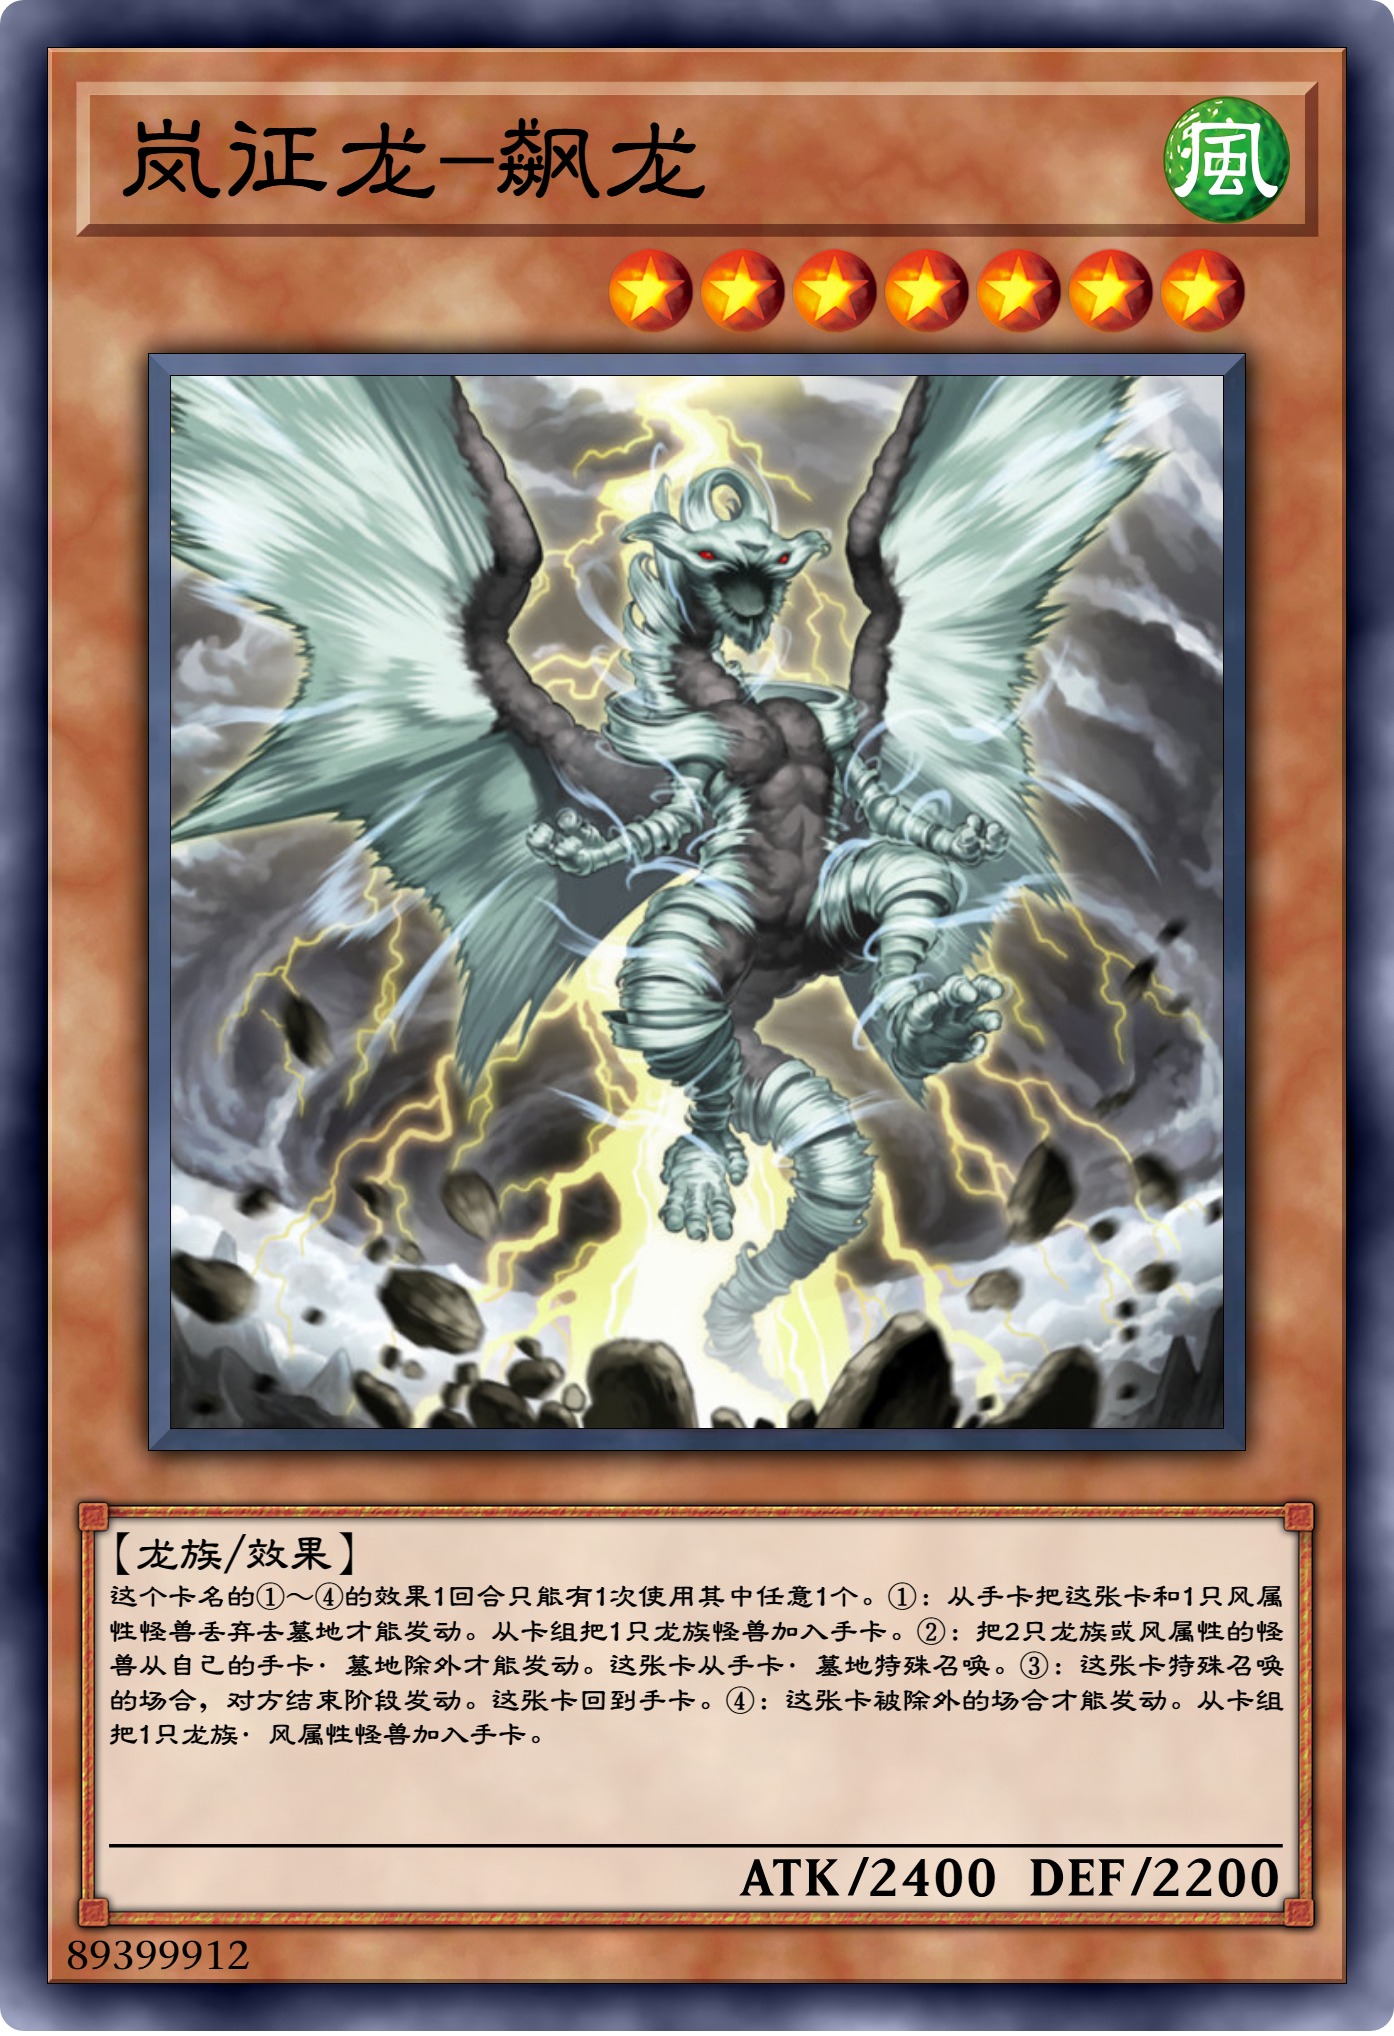 岚征龙-飙龙
風
【龙族/效果】
这个卡名的①～④的效果1回合只能有1次使用其中任意1个。①：从手卡把这张卡和1只风属
性怪兽丢弃去墓地才能发动。从卡组把1只龙族怪兽加入手卡。②：把2只龙族或风属性的怪
兽从自己的手卡·墓地除外才能发动。这张卡从手卡·墓地特殊召唤。③：这张卡特殊召唤
的场合，对方结束阶段发动。这张卡回到手卡。④：这张卡被除外的场合才能发动。从卡组
把1只龙族·风属性怪兽加入手卡。
ATK/2400 DEF/2200
89399912